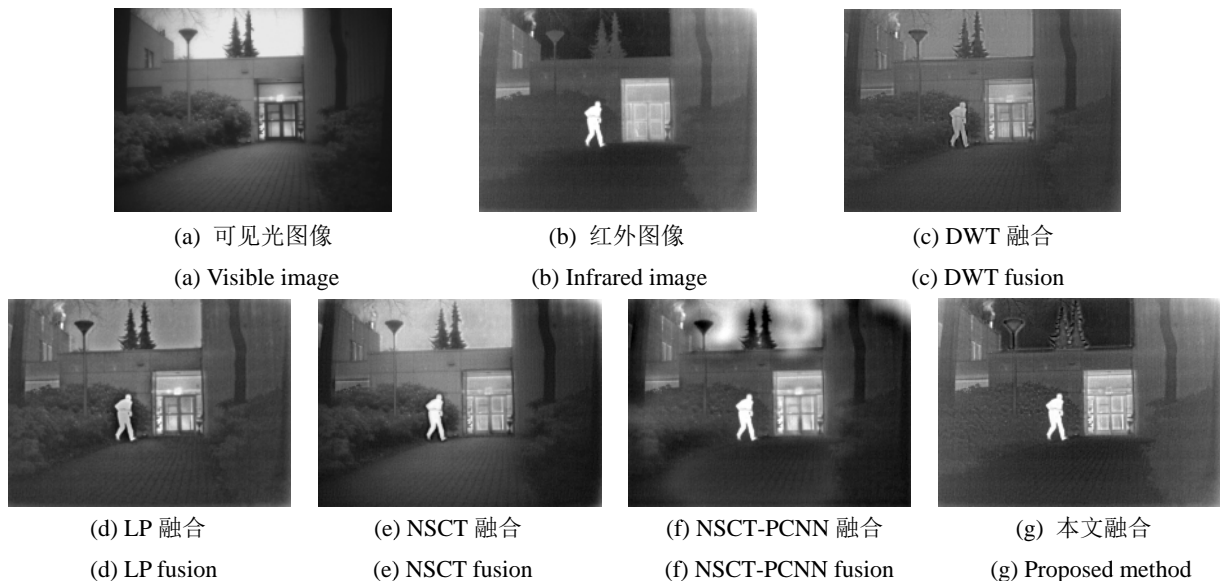 (a) 可见光图像
(b) 红外图像
(c) DWT 融合
(a) Visible image
(b) Infrared image
(c) DWT fusion
(d) LP 融合
(e) NSCT 融合
(f) NSCT-PCNN 融合
(g) 本文融合
(d) LP fusion
(e) NSCT fusion
(f) NSCT-PCNN fusion
(g) Proposed method